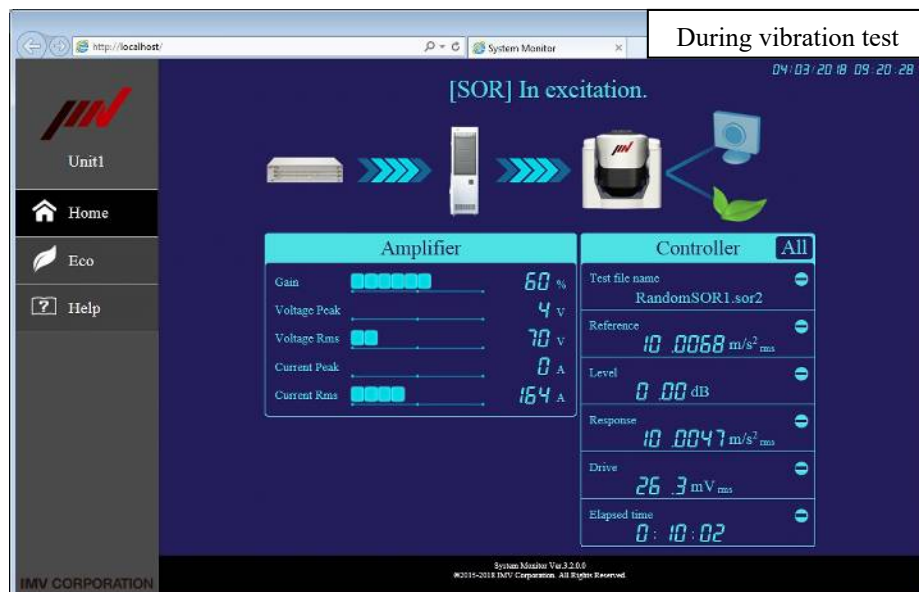 During vibration test
http://localhost/
System Monitor
04/03/2018 09:20:28
[SOR] In excitation.
IMV
Unit1
Home
Eco
Help
Amplifier
Gain 60 %
Voltage Peak 4 V
Voltage Rms 70 V
Current Peak 0 A
Current Rms 164 A
Controller All
Test file name
RandomSOR1.sor2
Reference
10.0068 m/s² rms
Level
0.00 dB
Response
10.0047 m/s² rms
Drive
26.3 mV rms
Elapsed time
0:10:02
System Monitor Ver.3.2.0.0
©2015-2018 IMV Corporation. All Rights Reserved.
IMV CORPORATION